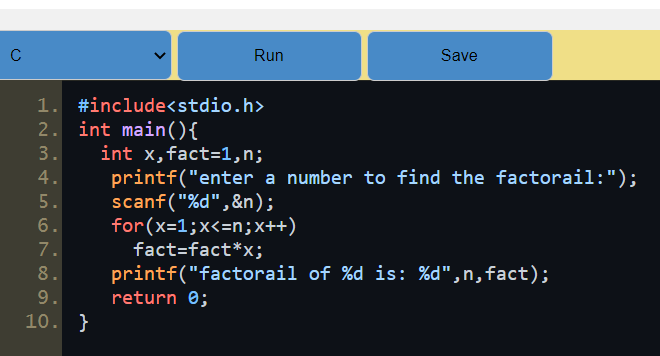 C Run Save
1. #include<stdio.h>
2. int main(){
3. int x,fact=1,n;
4. printf("enter a number to find the factorail:");
5. scanf("%d",&n);
6. for(x=1;x<=n;x++)
7. fact=fact*x;
8. printf("factorail of %d is: %d",n,fact);
9. return 0;
10. }